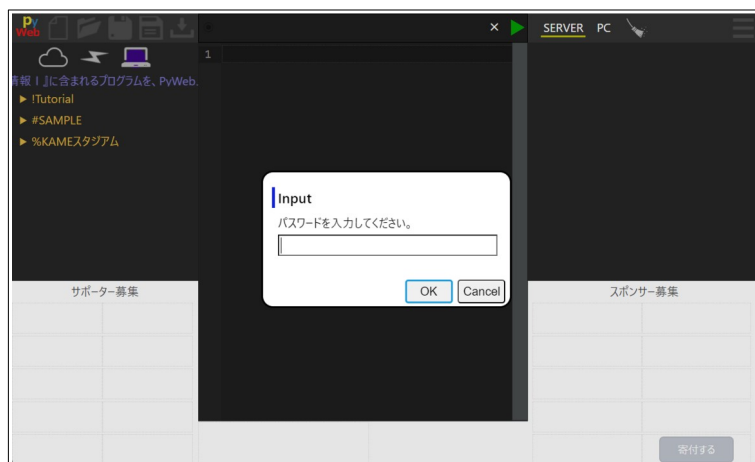 Py
Web
× SERVER PC
1
情報Ⅰ』に含まれるプログラムを、PyWeb.
▶ !Tutorial
▶ #SAMPLE
▶ %KAMEスタジアム
Input
パスワードを入力してください。
OK Cancel
サポーター募集 スポンサー募集
寄付する